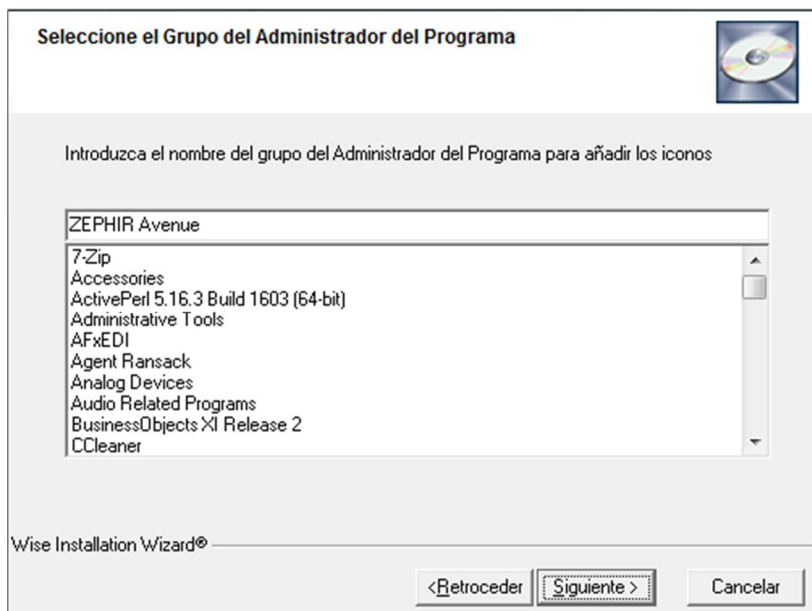 Seleccione el Grupo del Administrador del Programa
Introduzca el nombre del grupo del Administrador del Programa para añadir los iconos
ZEPHIR Avenue
7-Zip
Accessories
ActivePerl 5.16.3 Build 1603 (64-bit)
Administrative Tools
AFxEDI
Agent Ransack
Analog Devices
Audio Related Programs
BusinessObjects XI Release 2
CCleaner
Wise Installation Wizard®
<Retroceder Siguiente > Cancelar